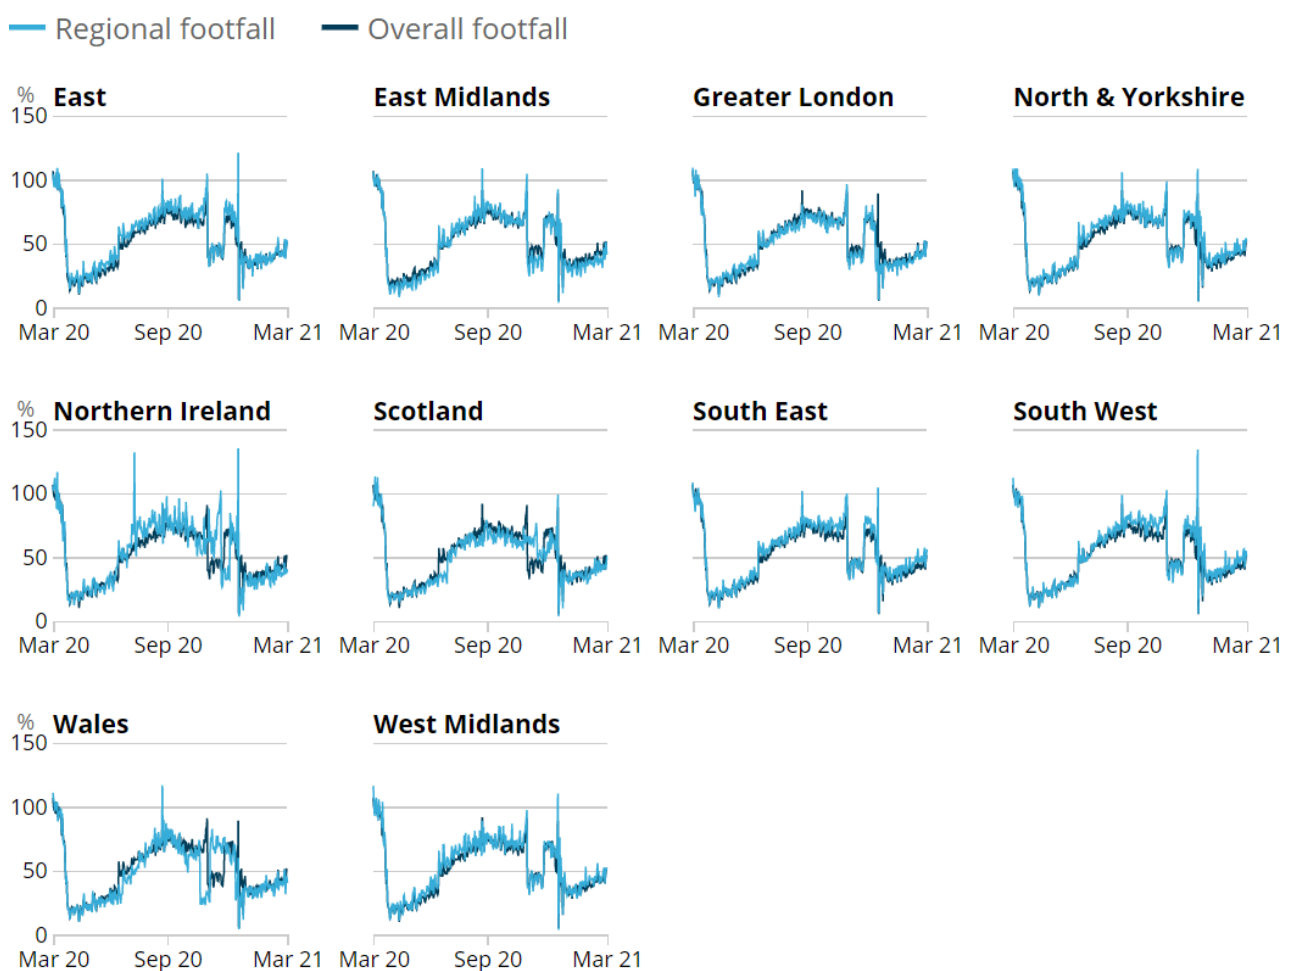 Regional footfall Overall footfall
% East East Midlands Greater London North & Yorkshire
150
100
50
0
Mar 20 Sep 20 Mar 21 Mar 20 Sep 20 Mar 21 Mar 20 Sep 20 Mar 21 Mar 20 Sep 20 Mar 21
% Northern Ireland Scotland South East South West
150
100
50
0
Mar 20 Sep 20 Mar 21 Mar 20 Sep 20 Mar 21 Mar 20 Sep 20 Mar 21 Mar 20 Sep 20 Mar 21
% Wales West Midlands
150
100
50
0
Mar 20 Sep 20 Mar 21 Mar 20 Sep 20 Mar 21